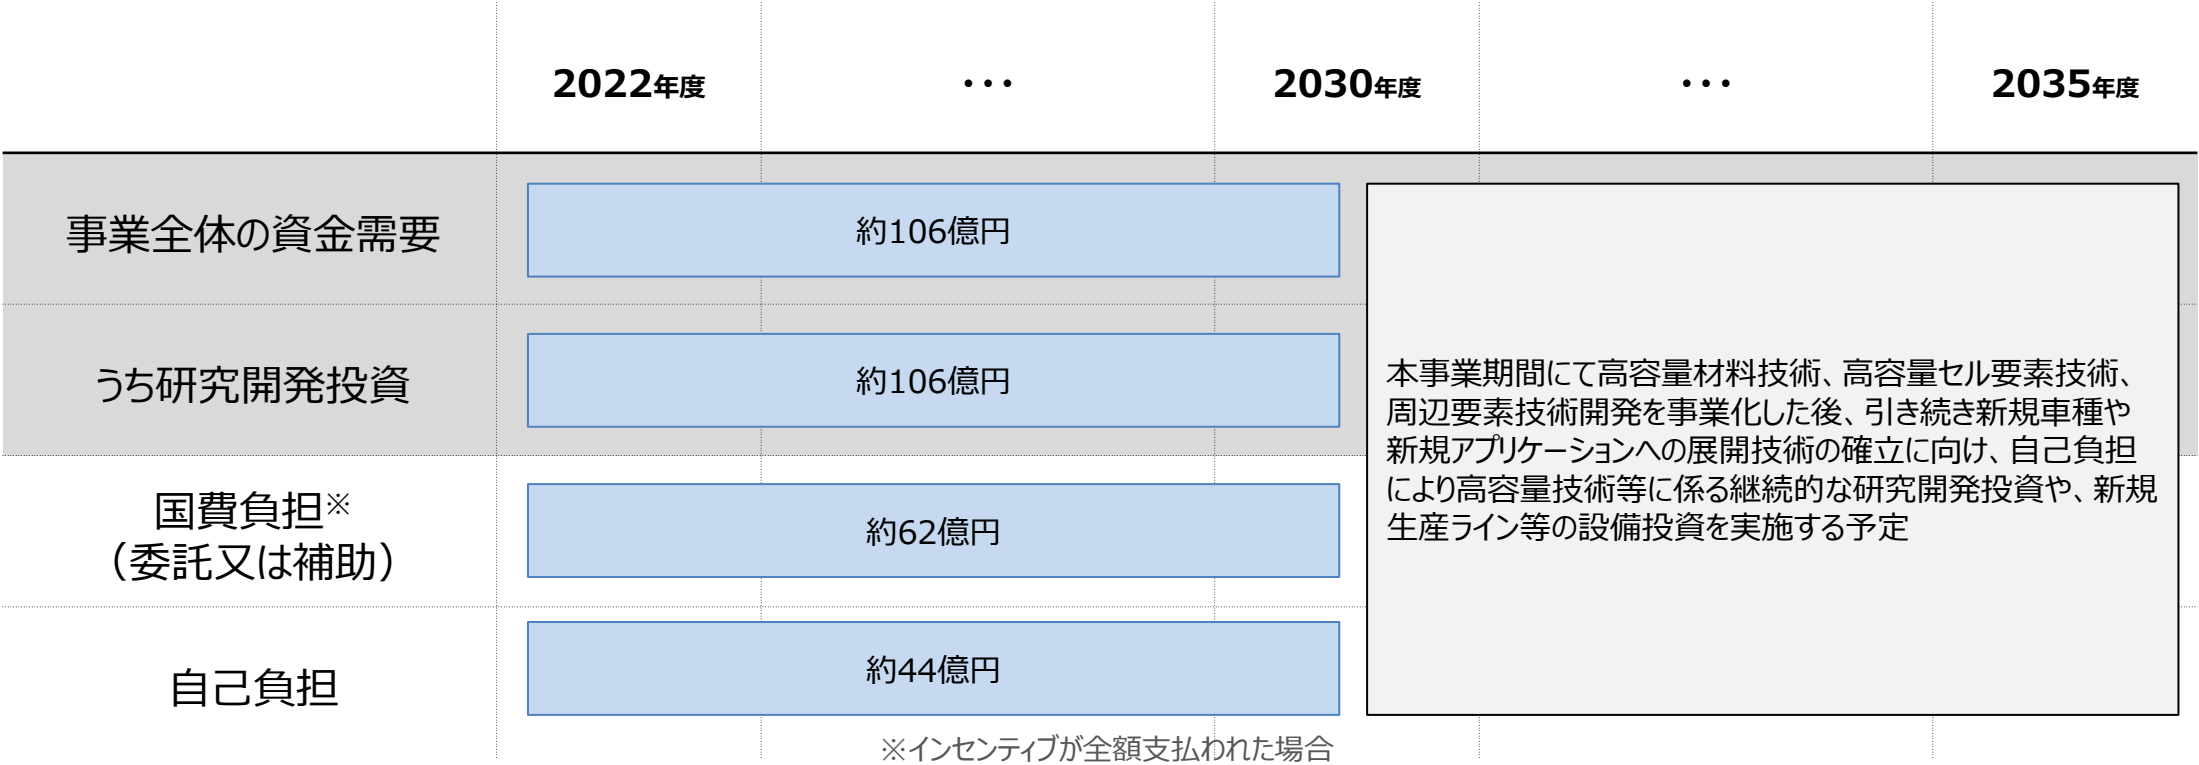 2022年度 ・・・ 2030年度 ・・・ 2035年度
事業全体の資金需要
約106億円
うち研究開発投資
約106億円
国費負担※
（委託又は補助）
約62億円
自己負担
約44億円
本事業期間にて高容量材料技術、高容量セル要素技術、
周辺要素技術開発を事業化した後、引き続き新規車種や
新規アプリケーションへの展開技術の確立に向け、自己負担
により高容量技術等に係る継続的な研究開発投資や、新規
生産ライン等の設備投資を実施する予定
※インセンティブが全額支払われた場合